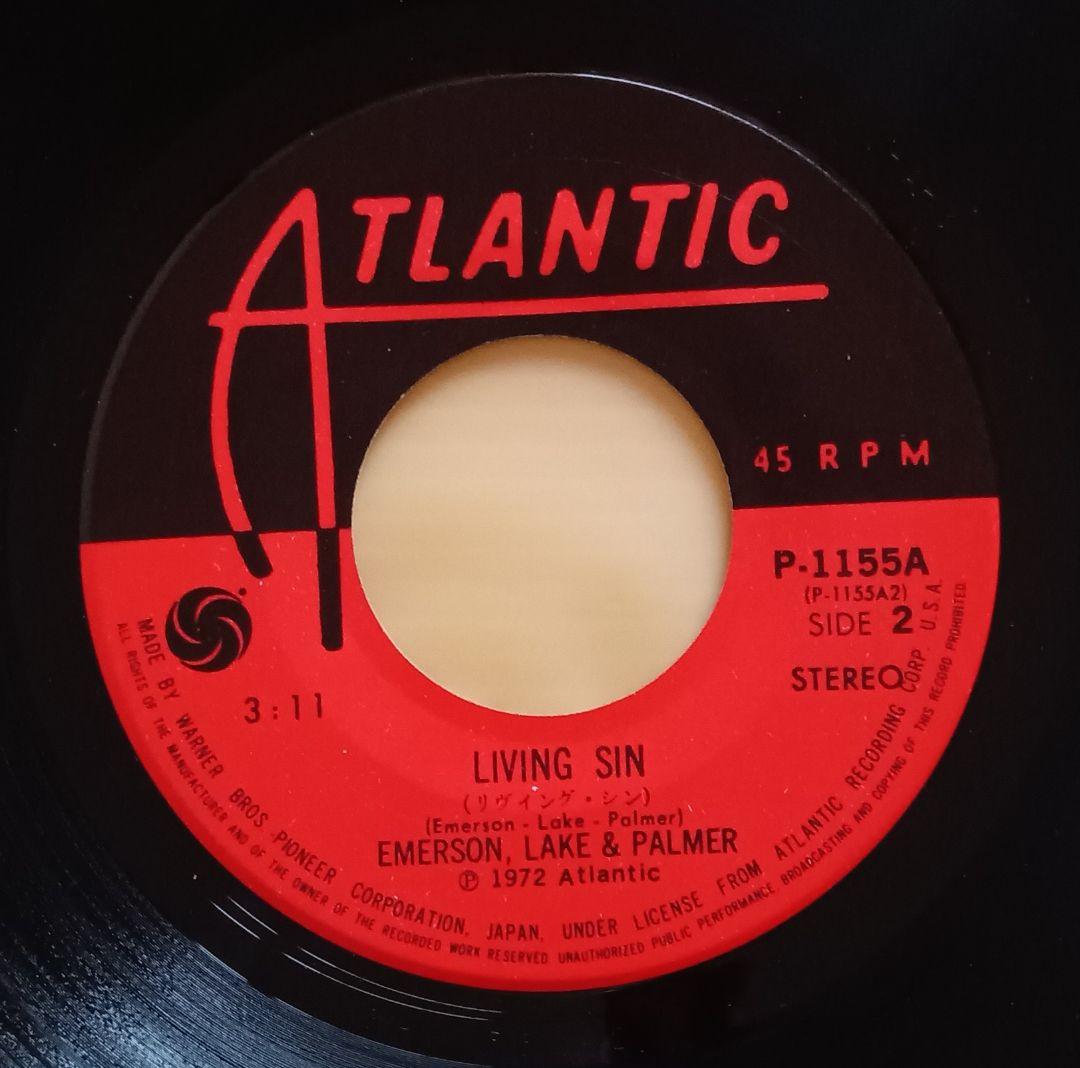 ATLANTIC
45 RPM
P-1155A
(P-1155A2)
SIDE 2
STEREO
3:11
LIVING SIN
(リヴィング・シン)
(Emerson - Lake - Palmer)
EMERSON, LAKE & PALMER
℗ 1972 Atlantic
MADE BY WARNER BROS.-PIONEER CORPORATION, JAPAN, UNDER LICENSE FROM ATLANTIC RECORDING CORP. U.S.A.
ALL RIGHTS OF THE MANUFACTURER AND OF THE OWNER OF THE RECORDED WORK RESERVED UNAUTHORIZED PUBLIC PERFORMANCE BROADCASTING AND COPYING OF THIS RECORD PROHIBITED